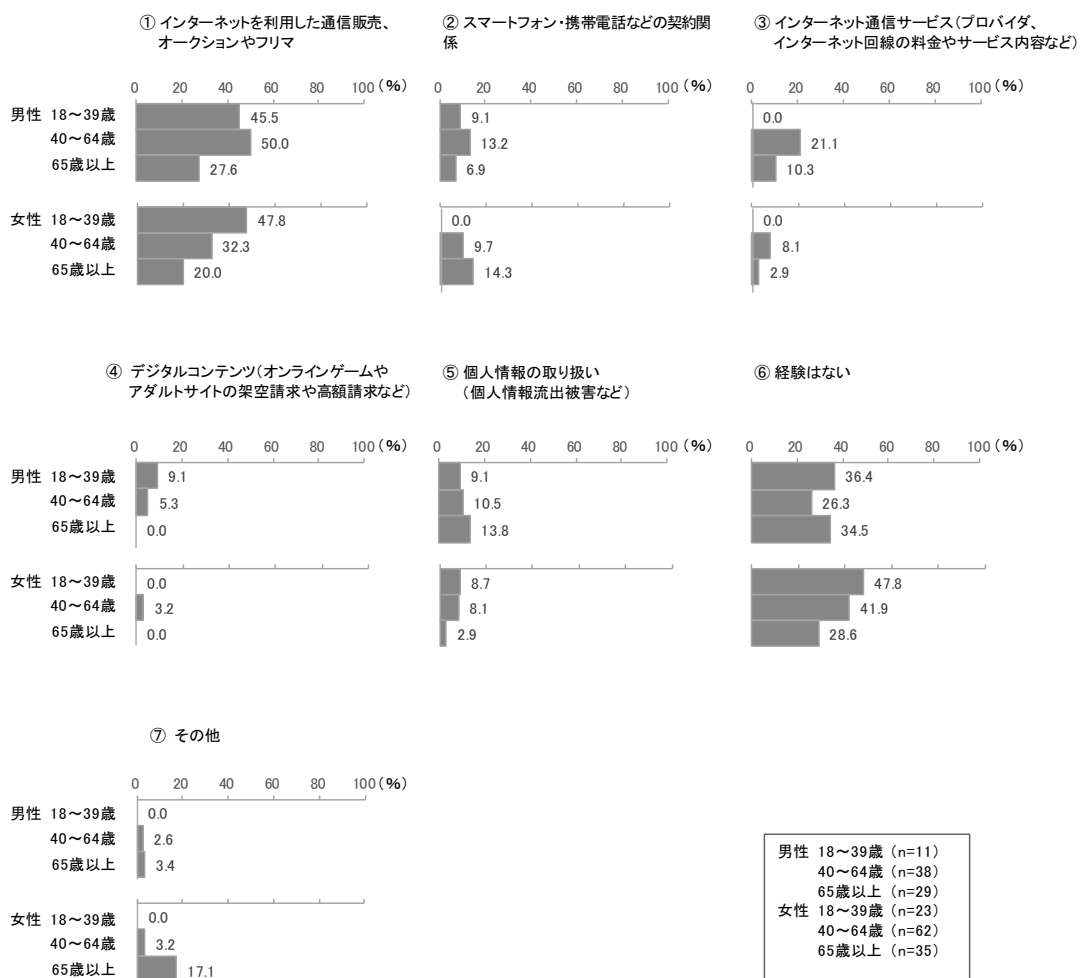 ① インターネットを利用した通信販売、
オークションやフリマ
0 20 40 60 80 100(%)
男性 18～39歳 45.5
40～64歳 50.0
65歳以上 27.6
女性 18～39歳 47.8
40～64歳 32.3
65歳以上 20.0
② スマートフォン・携帯電話などの契約関
係
0 20 40 60 80 100(%)
9.1
13.2
6.9
0.0
9.7
14.3
③ インターネット通信サービス(プロバイダ、
インターネット回線の料金やサービス内容など)
0 20 40 60 80 100(%)
0.0
21.1
10.3
0.0
8.1
2.9
④ デジタルコンテンツ(オンラインゲームや
アダルトサイトの架空請求や高額請求など)
0 20 40 60 80 100(%)
男性 18～39歳 9.1
40～64歳 5.3
65歳以上 0.0
女性 18～39歳 0.0
40～64歳 3.2
65歳以上 0.0
⑤ 個人情報の取り扱い
(個人情報流出被害など)
0 20 40 60 80 100(%)
9.1
10.5
13.8
8.7
8.1
2.9
⑥ 経験はない
0 20 40 60 80 100(%)
36.4
26.3
34.5
47.8
41.9
28.6
⑦ その他
0 20 40 60 80 100(%)
男性 18～39歳 0.0
40～64歳 2.6
65歳以上 3.4
女性 18～39歳 0.0
40～64歳 3.2
65歳以上 17.1
男性 18～39歳 (n=11)
40～64歳 (n=38)
65歳以上 (n=29)
女性 18～39歳 (n=23)
40～64歳 (n=62)
65歳以上 (n=35)